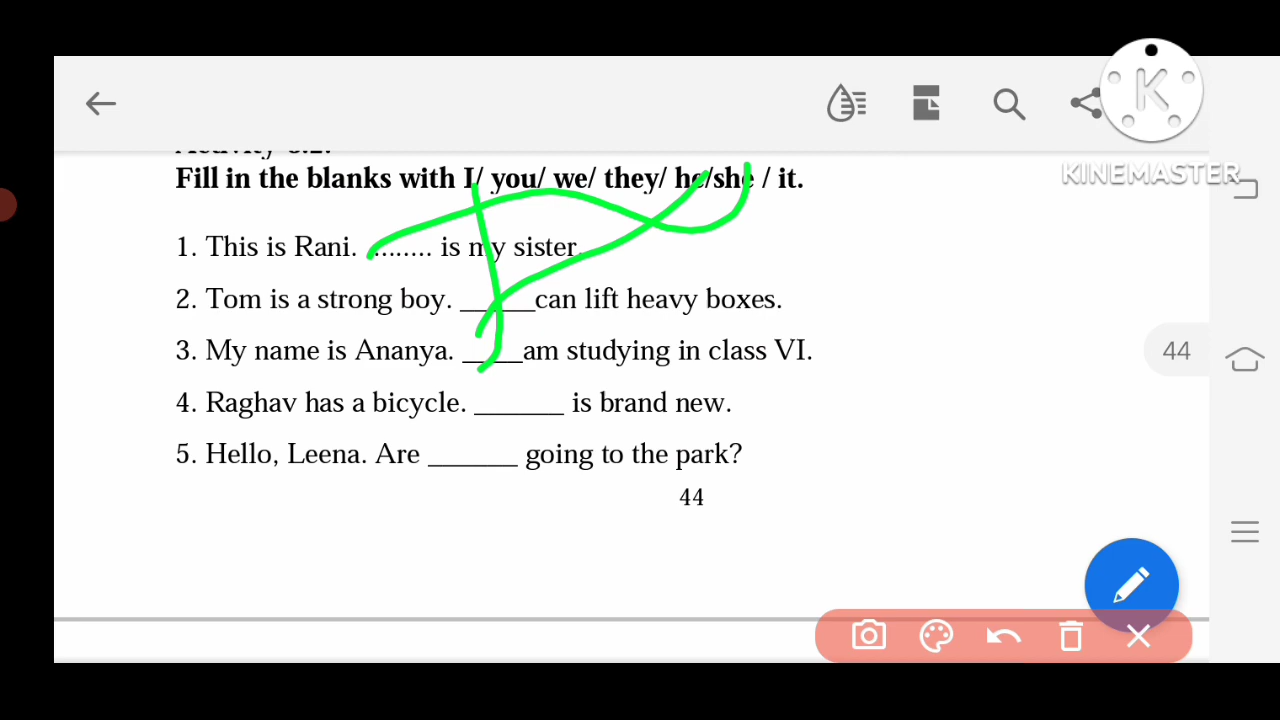 K
KINEMASTER
Fill in the blanks with I/ you/ we/ they/ he/she / it.
1. This is Rani. ........ is my sister.
2. Tom is a strong boy. ______can lift heavy boxes.
3. My name is Ananya. _____am studying in class VI.
4. Raghav has a bicycle. _______ is brand new.
5. Hello, Leena. Are _______ going to the park?
44
44